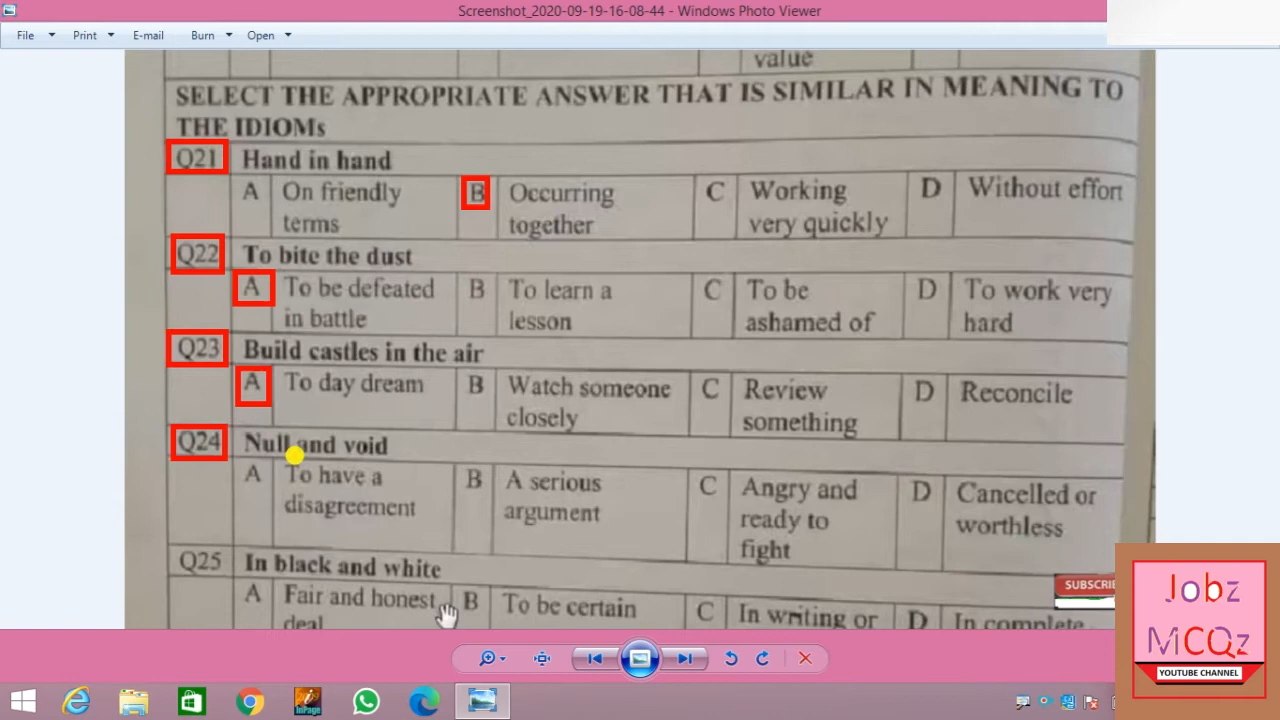 Screenshot_2020-09-19-16-08-44 - Windows Photo Viewer
File Print E-mail Burn Open
value
SELECT THE APPROPRIATE ANSWER THAT IS SIMILAR IN MEANING TO
THE IDIOMs
Q21 Hand in hand
A On friendly terms B Occurring together C Working very quickly D Without effort
Q22 To bite the dust
A To be defeated in battle B To learn a lesson C To be ashamed of D To work very hard
Q23 Build castles in the air
A To day dream B Watch someone closely C Review something D Reconcile
Q24 Null and void
A To have a disagreement B A serious argument C Angry and ready to fight D Cancelled or worthless
Q25 In black and white
A Fair and honest deal B To be certain C In writing or D In complete
SUBSCRIBE
Jobz
MCQz
YOUTUBE CHANNEL
InPage